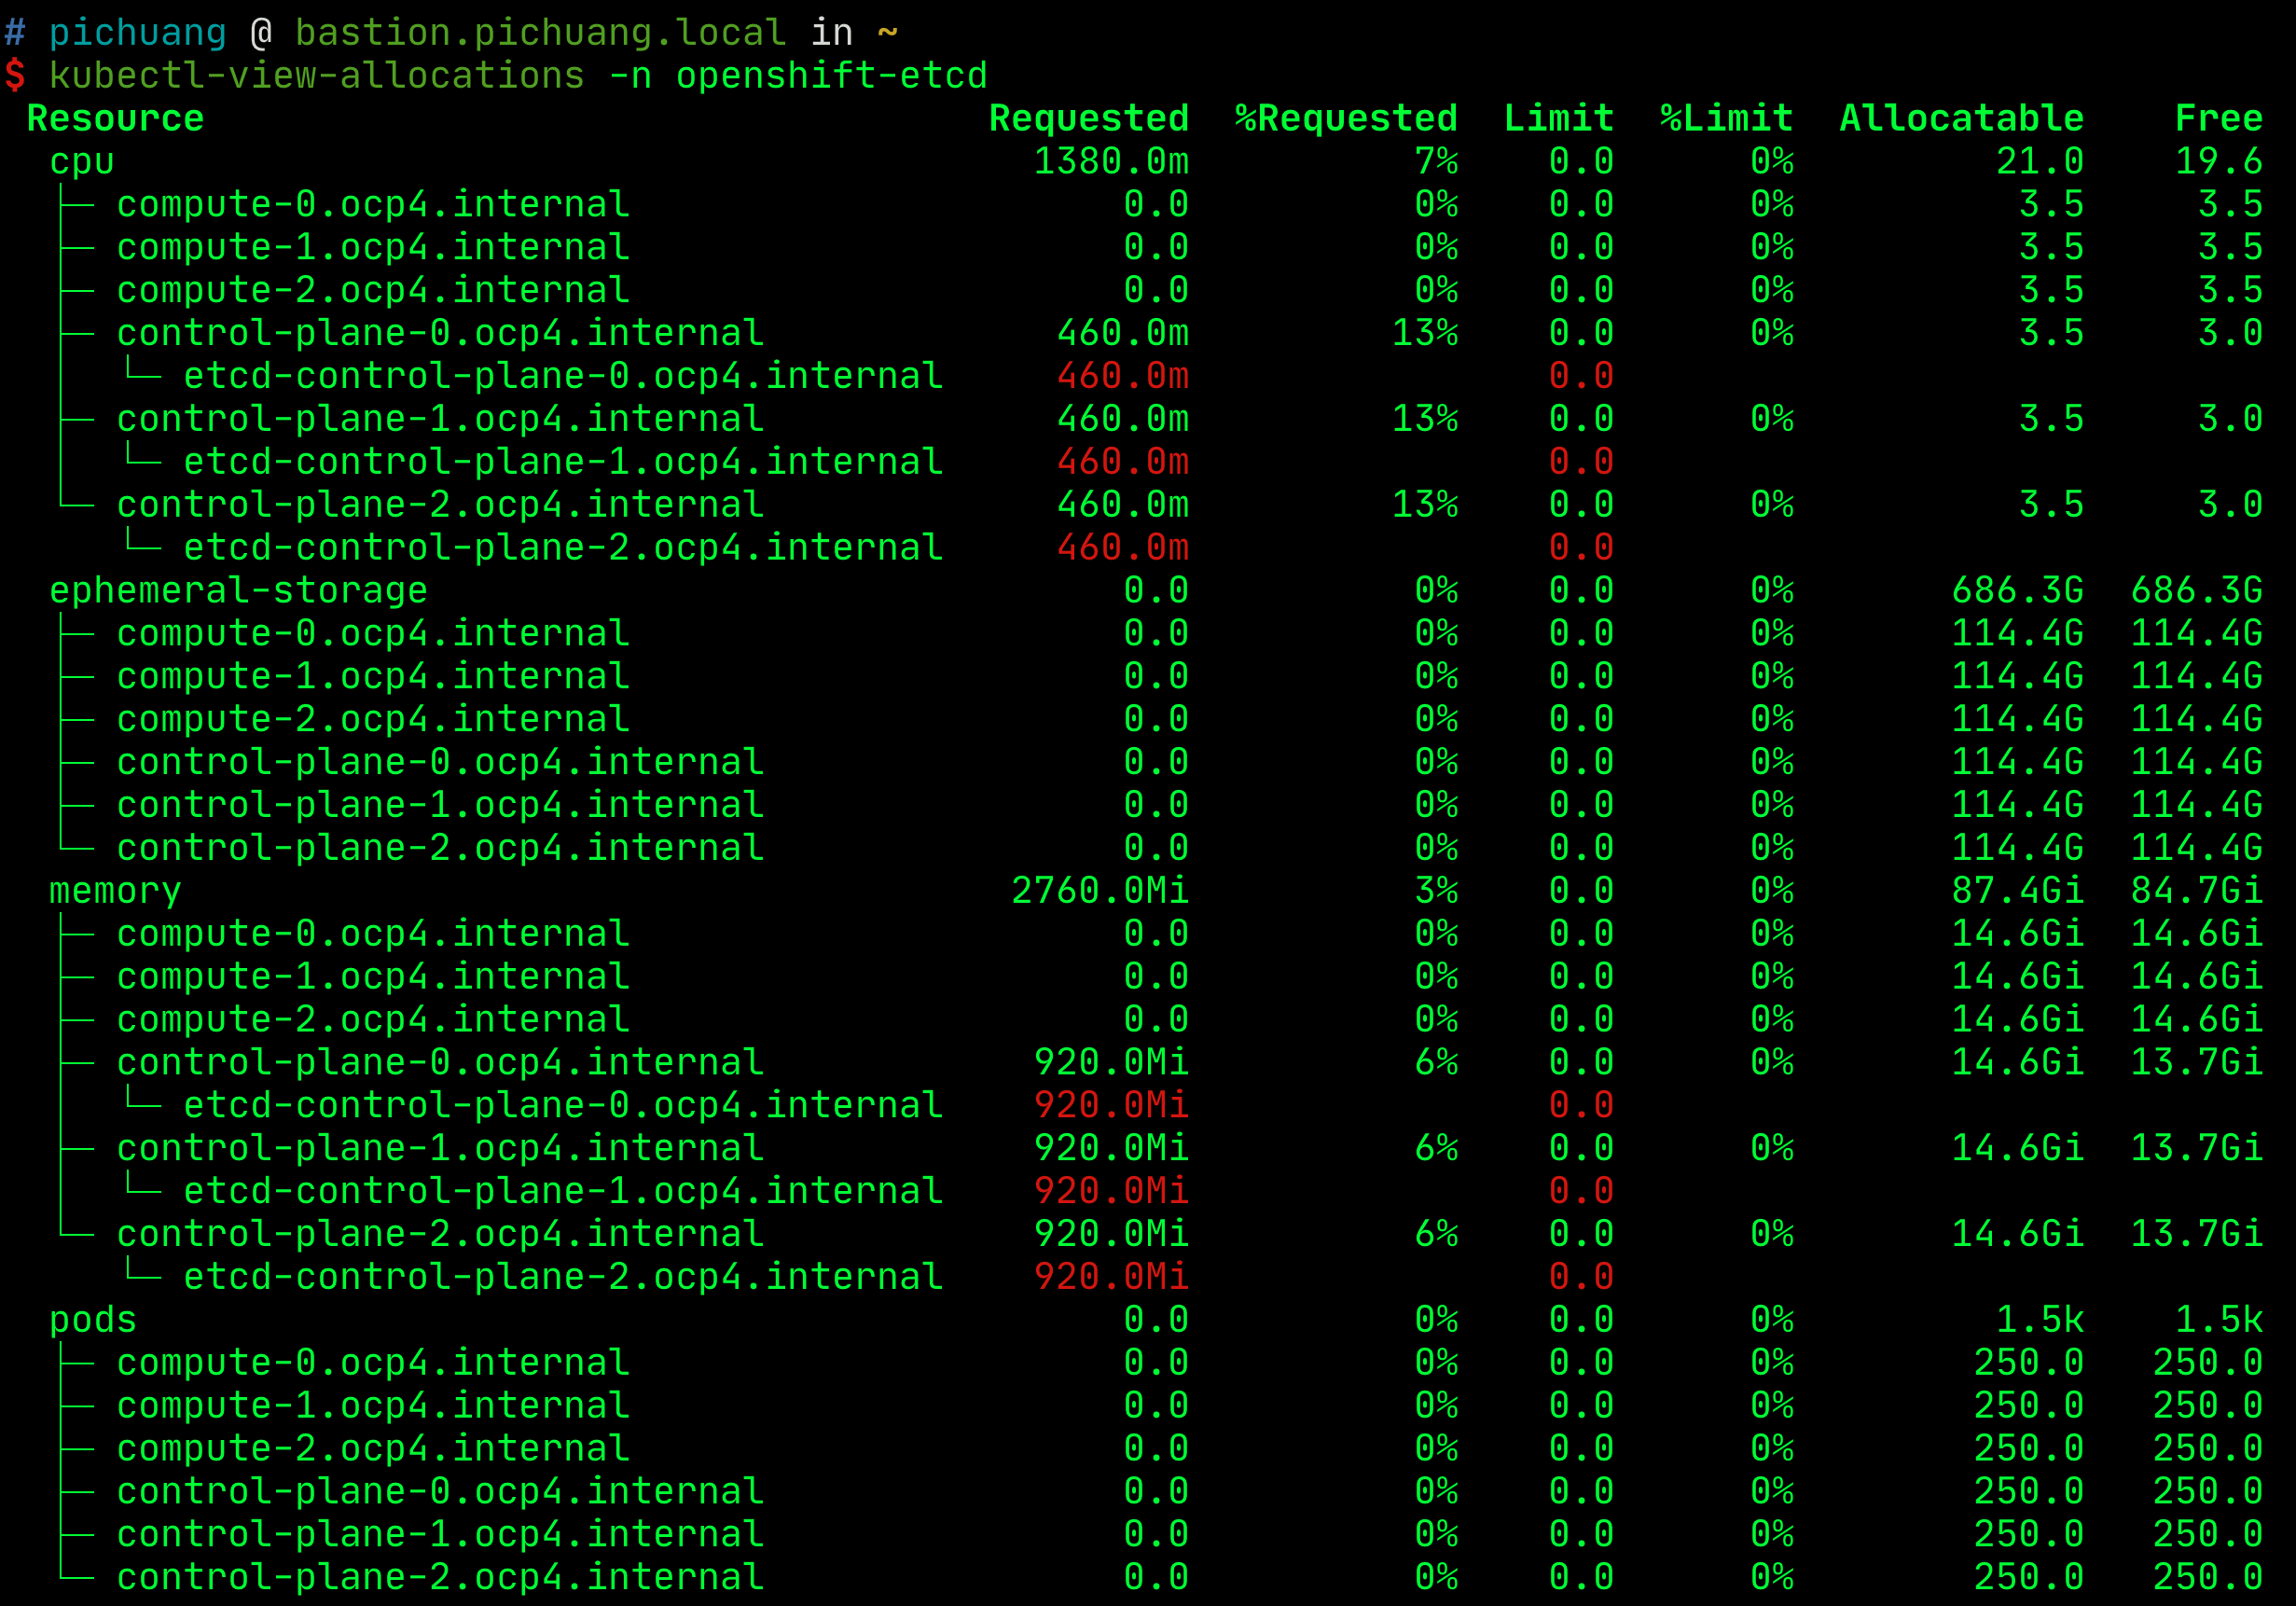 # pichuang @ bastion.pichuang.local in ~
$ kubectl-view-allocations -n openshift-etcd
Resource Requested %Requested Limit %Limit Allocatable Free
cpu 1380.0m 7% 0.0 0% 21.0 19.6
├─ compute-0.ocp4.internal 0.0 0% 0.0 0% 3.5 3.5
├─ compute-1.ocp4.internal 0.0 0% 0.0 0% 3.5 3.5
├─ compute-2.ocp4.internal 0.0 0% 0.0 0% 3.5 3.5
├─ control-plane-0.ocp4.internal 460.0m 13% 0.0 0% 3.5 3.0
│  └─ etcd-control-plane-0.ocp4.internal 460.0m 0.0
├─ control-plane-1.ocp4.internal 460.0m 13% 0.0 0% 3.5 3.0
│  └─ etcd-control-plane-1.ocp4.internal 460.0m 0.0
└─ control-plane-2.ocp4.internal 460.0m 13% 0.0 0% 3.5 3.0
   └─ etcd-control-plane-2.ocp4.internal 460.0m 0.0
ephemeral-storage 0.0 0% 0.0 0% 686.3G 686.3G
├─ compute-0.ocp4.internal 0.0 0% 0.0 0% 114.4G 114.4G
├─ compute-1.ocp4.internal 0.0 0% 0.0 0% 114.4G 114.4G
├─ compute-2.ocp4.internal 0.0 0% 0.0 0% 114.4G 114.4G
├─ control-plane-0.ocp4.internal 0.0 0% 0.0 0% 114.4G 114.4G
├─ control-plane-1.ocp4.internal 0.0 0% 0.0 0% 114.4G 114.4G
└─ control-plane-2.ocp4.internal 0.0 0% 0.0 0% 114.4G 114.4G
memory 2760.0Mi 3% 0.0 0% 87.4Gi 84.7Gi
├─ compute-0.ocp4.internal 0.0 0% 0.0 0% 14.6Gi 14.6Gi
├─ compute-1.ocp4.internal 0.0 0% 0.0 0% 14.6Gi 14.6Gi
├─ compute-2.ocp4.internal 0.0 0% 0.0 0% 14.6Gi 14.6Gi
├─ control-plane-0.ocp4.internal 920.0Mi 6% 0.0 0% 14.6Gi 13.7Gi
│  └─ etcd-control-plane-0.ocp4.internal 920.0Mi 0.0
├─ control-plane-1.ocp4.internal 920.0Mi 6% 0.0 0% 14.6Gi 13.7Gi
│  └─ etcd-control-plane-1.ocp4.internal 920.0Mi 0.0
└─ control-plane-2.ocp4.internal 920.0Mi 6% 0.0 0% 14.6Gi 13.7Gi
   └─ etcd-control-plane-2.ocp4.internal 920.0Mi 0.0
pods 0.0 0% 0.0 0% 1.5k 1.5k
├─ compute-0.ocp4.internal 0.0 0% 0.0 0% 250.0 250.0
├─ compute-1.ocp4.internal 0.0 0% 0.0 0% 250.0 250.0
├─ compute-2.ocp4.internal 0.0 0% 0.0 0% 250.0 250.0
├─ control-plane-0.ocp4.internal 0.0 0% 0.0 0% 250.0 250.0
├─ control-plane-1.ocp4.internal 0.0 0% 0.0 0% 250.0 250.0
└─ control-plane-2.ocp4.internal 0.0 0% 0.0 0% 250.0 250.0